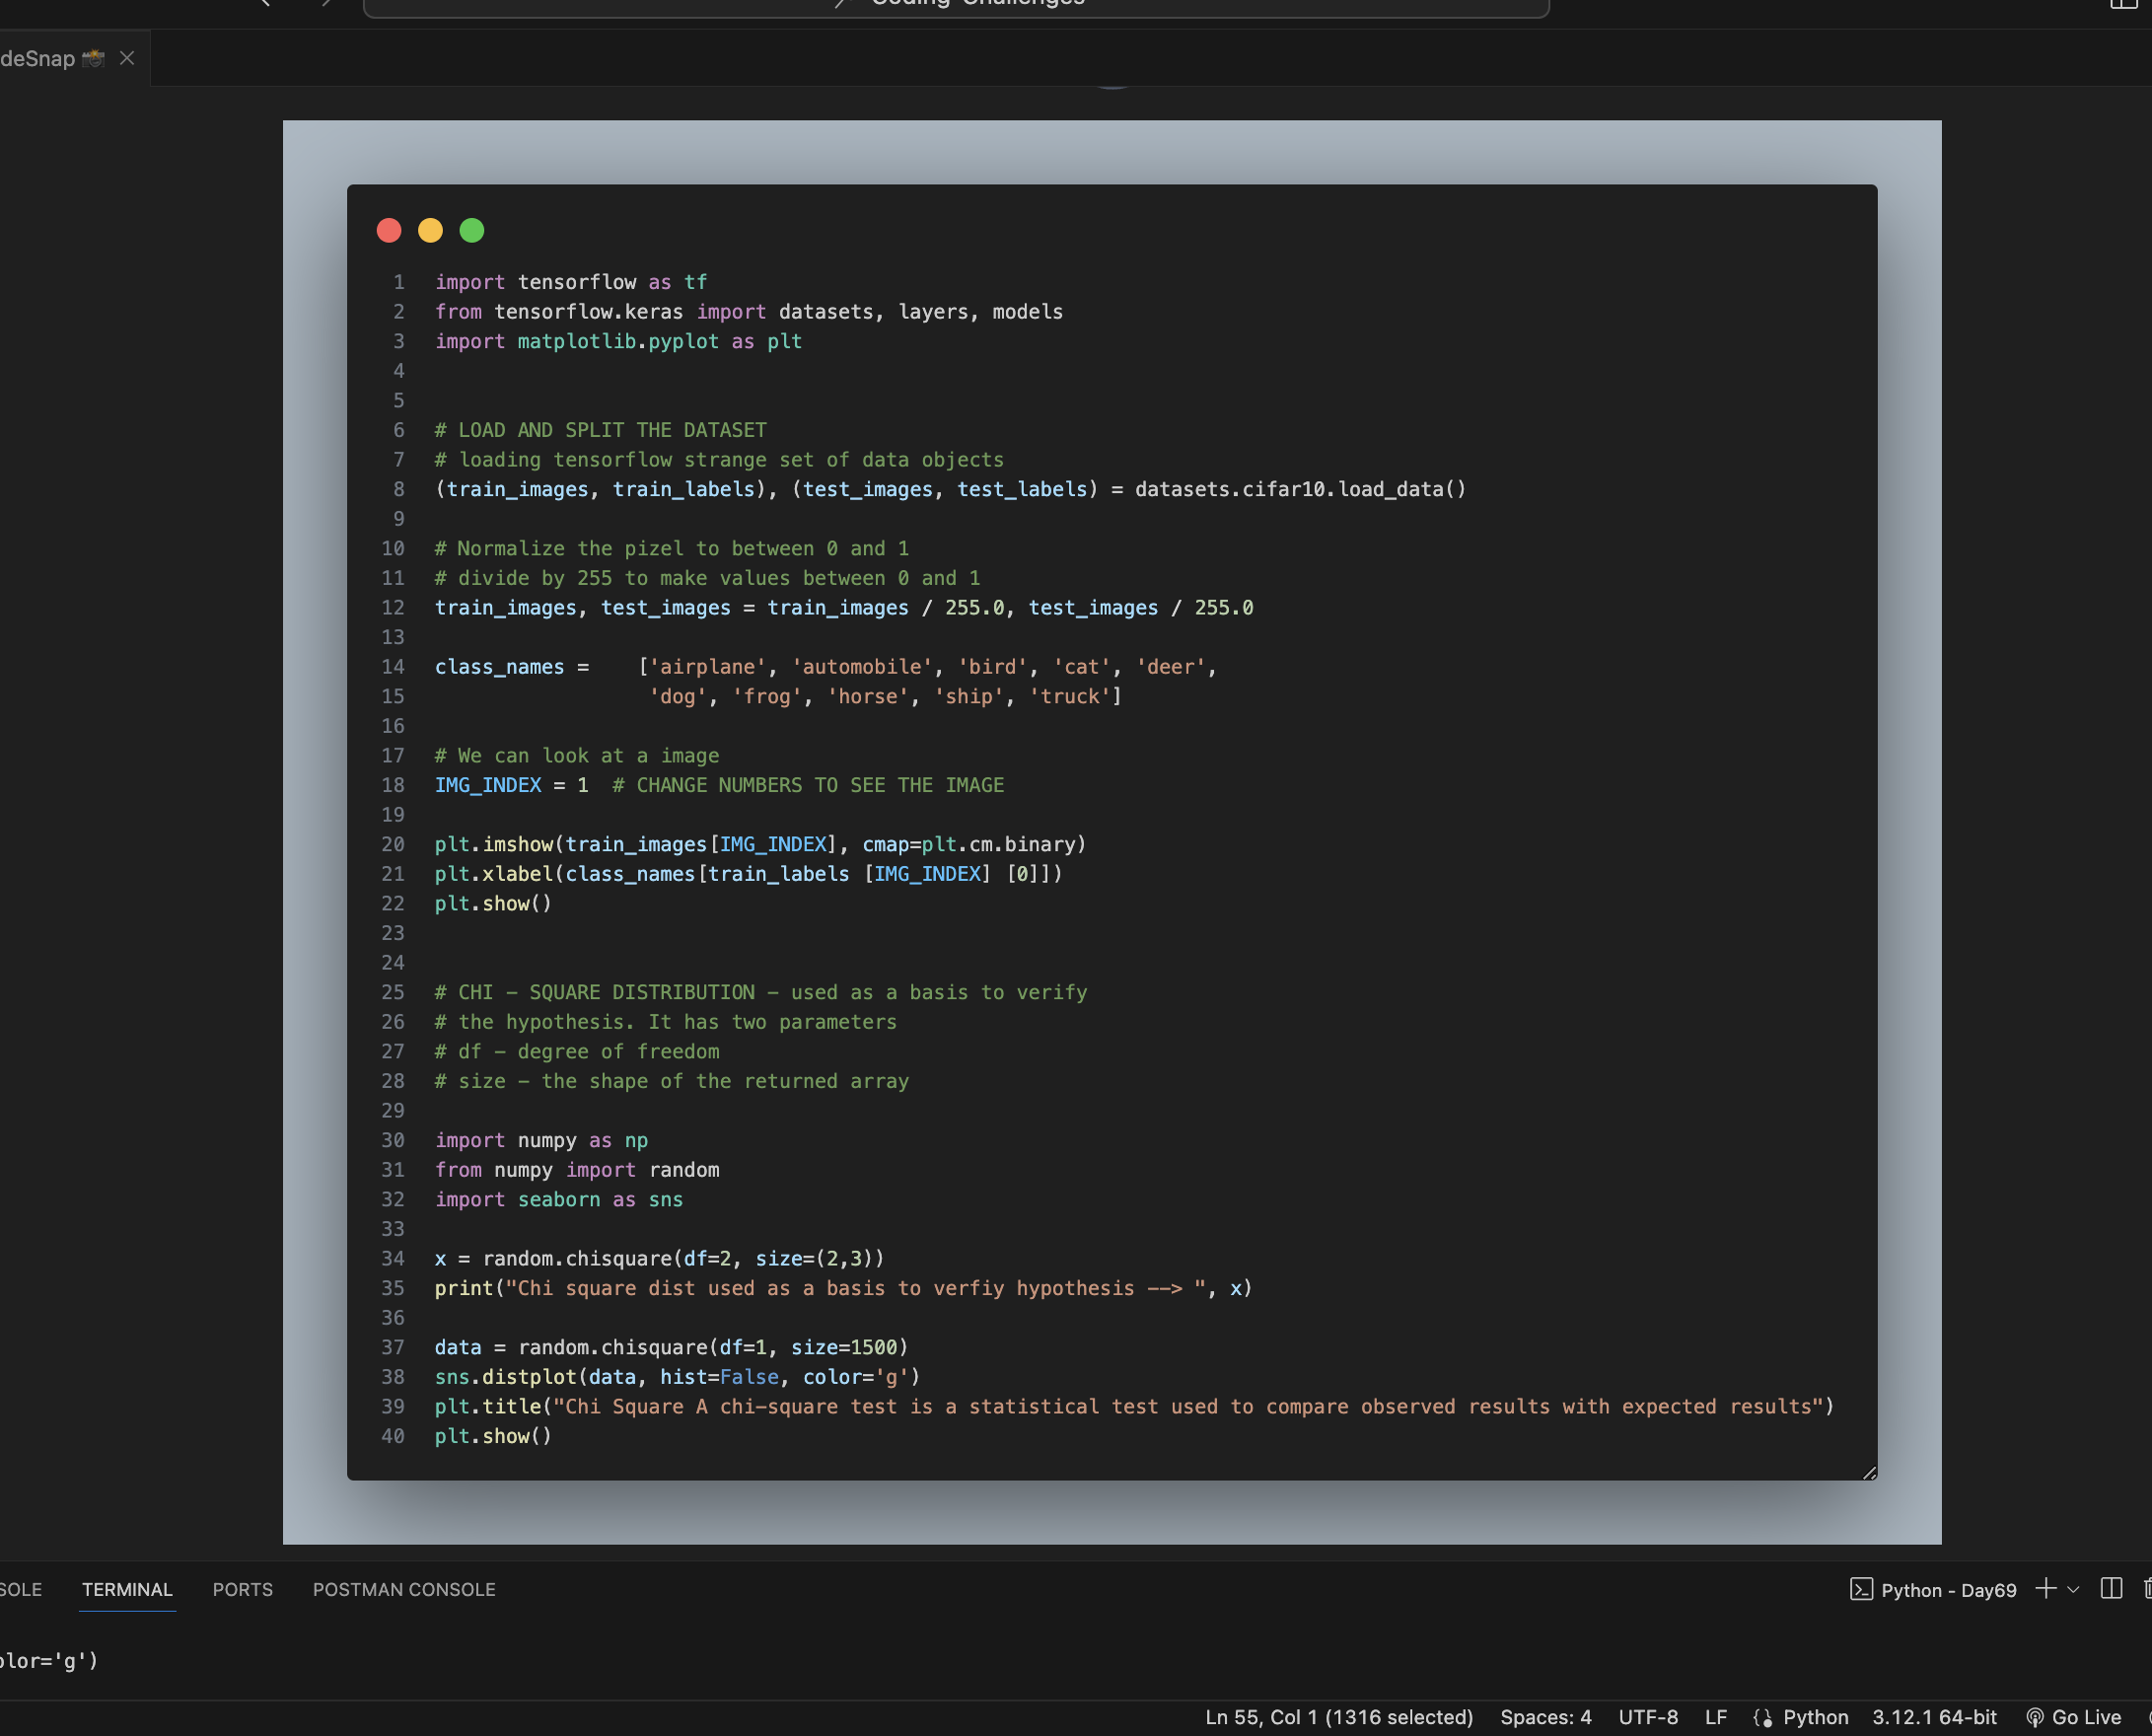 deSnap
1 import tensorflow as tf
2 from tensorflow.keras import datasets, layers, models
3 import matplotlib.pyplot as plt
4
5
6 # LOAD AND SPLIT THE DATASET
7 # loading tensorflow strange set of data objects
8 (train_images, train_labels), (test_images, test_labels) = datasets.cifar10.load_data()
9
10 # Normalize the pizel to between 0 and 1
11 # divide by 255 to make values between 0 and 1
12 train_images, test_images = train_images / 255.0, test_images / 255.0
13
14 class_names =    ['airplane', 'automobile', 'bird', 'cat', 'deer',
15                   'dog', 'frog', 'horse', 'ship', 'truck']
16
17 # We can look at a image
18 IMG_INDEX = 1  # CHANGE NUMBERS TO SEE THE IMAGE
19
20 plt.imshow(train_images[IMG_INDEX], cmap=plt.cm.binary)
21 plt.xlabel(class_names[train_labels [IMG_INDEX] [0]])
22 plt.show()
23
24
25 # CHI - SQUARE DISTRIBUTION - used as a basis to verify
26 # the hypothesis. It has two parameters
27 # df - degree of freedom
28 # size - the shape of the returned array
29
30 import numpy as np
31 from numpy import random
32 import seaborn as sns
33
34 x = random.chisquare(df=2, size=(2,3))
35 print("Chi square dist used as a basis to verfiy hypothesis --> ", x)
36
37 data = random.chisquare(df=1, size=1500)
38 sns.distplot(data, hist=False, color='g')
39 plt.title("Chi Square A chi-square test is a statistical test used to compare observed results with expected results")
40 plt.show()
SOLE TERMINAL PORTS POSTMAN CONSOLE Python - Day69
olor='g')
Ln 55, Col 1 (1316 selected) Spaces: 4 UTF-8 LF {} Python 3.12.1 64-bit Go Live